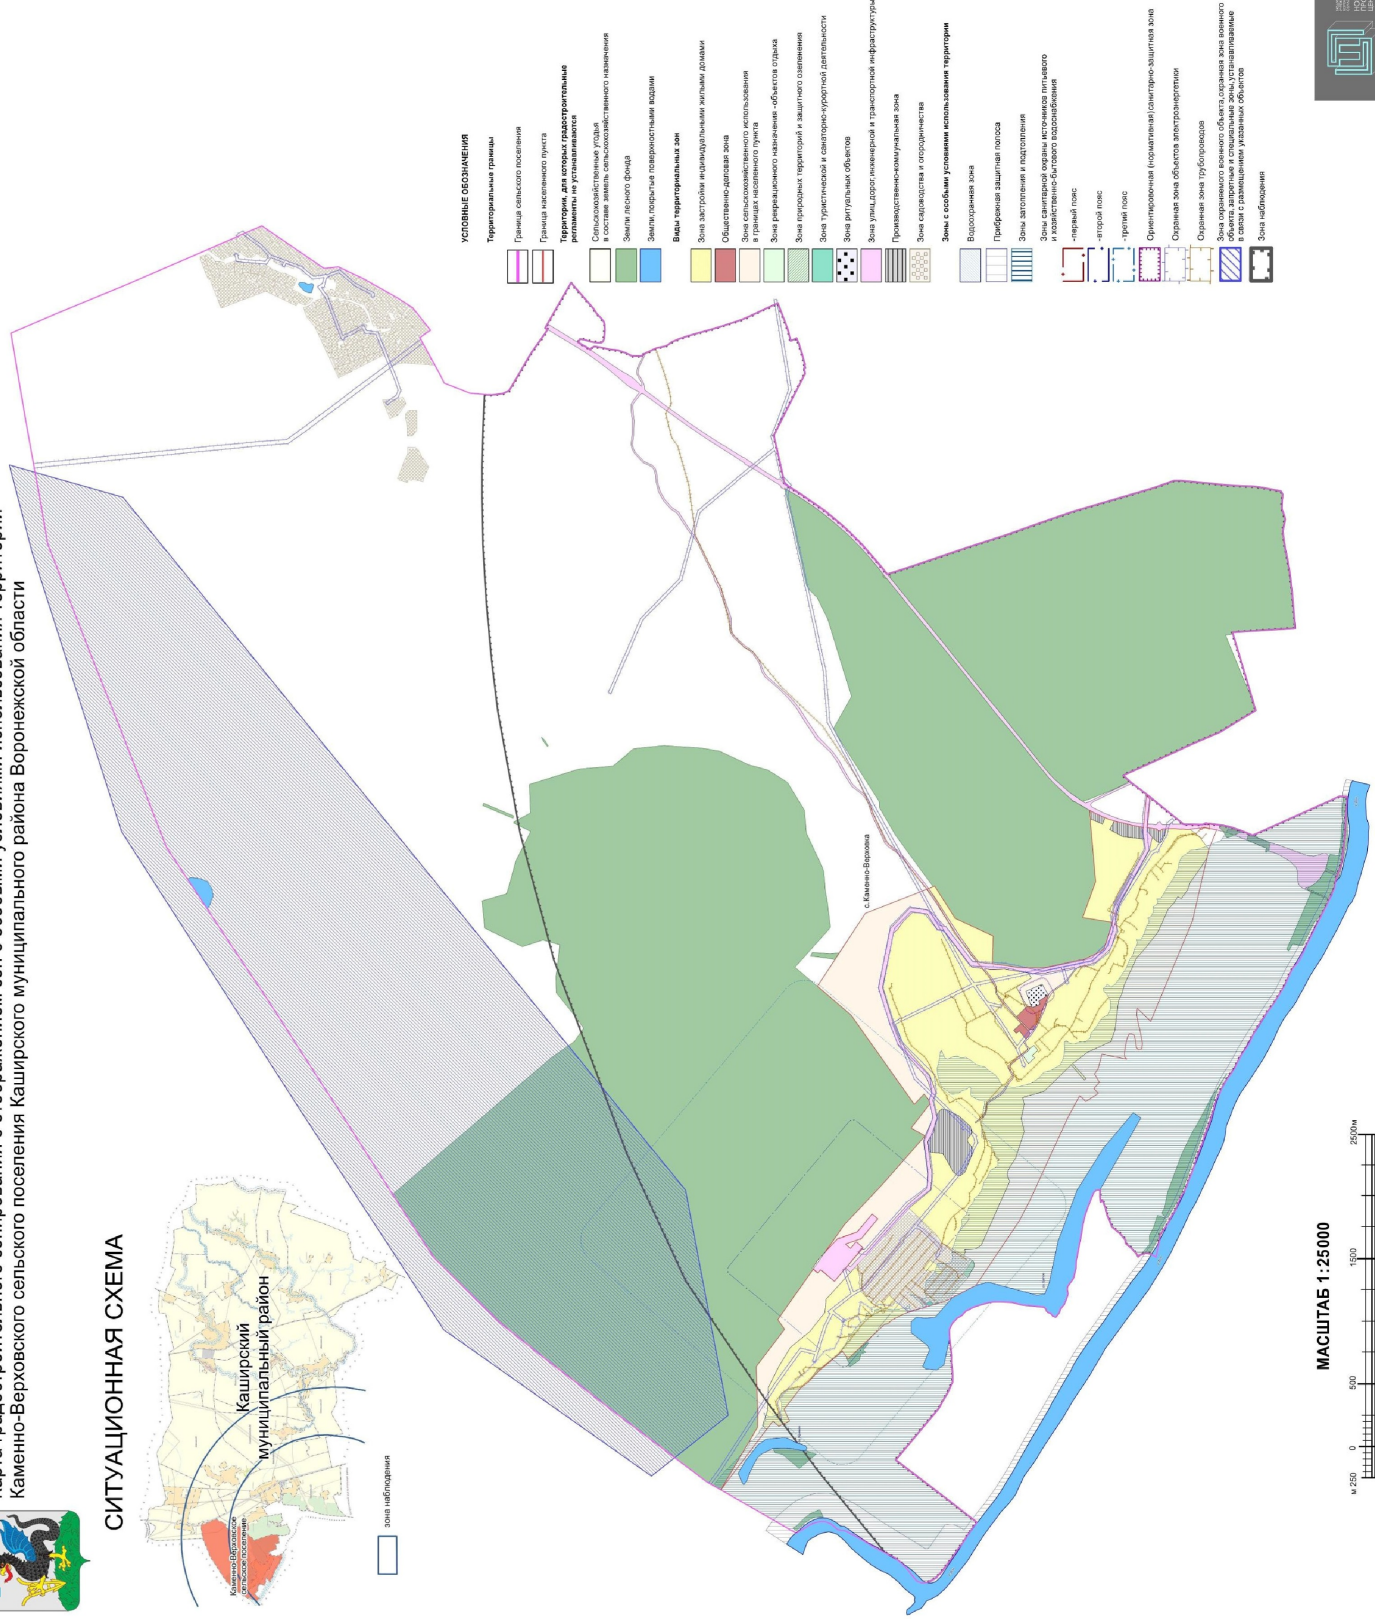 Каменно-Верховского сельского поселения Каширского муниципального района Воронежской области
СИТУАЦИОННАЯ СХЕМА
Каширский
муниципальный район
Каменно-Верховское
сельское поселение
зона наблюдения
с.Каменно-Верховка
УСЛОВНЫЕ ОБОЗНАЧЕНИЯ
Территориальные границы
Граница сельского поселения
Граница населенного пункта
Территории, для которых градостроительные
регламенты не устанавливаются
Сельскохозяйственные угодья
в составе земель сельскохозяйственного назначения
Земли лесного фонда
Земли,покрытые поверхностными водами
Виды территориальных зон
Зона застройки индивидуальными жилыми домами
Общественно-деловая зона
Зона сельскохозяйственного использования
в границах населенного пункта
Зона рекреационного назначения -объектов отдыха
Зона природных территорий и защитного озеленения
Зона туристической и санаторно-курортной деятельности
Зона ритуальных объектов
Зона улиц,дорог,инженерной и транспортной инфраструктуры
Производственно-коммунальная зона
Зона садоводства и огородничества
Зоны с особыми условиями использования территории
Водоохранная зона
Прибрежная защитная полоса
Зоны затопления и подтопления
Зоны санитарной охраны источников питьевого
и хозяйственно-бытового водоснабжения
-первый пояс
-второй пояс
-третий пояс
Ориентировочная (нормативная)санитарно-защитная зона
Охранная зона объектов электроэнергетики
Охранная зона трубопроводов
Зона охраняемого военного объекта,охранная зона военного
объекта,запретные и специальные зоны,устанавливаемые
в связи с размещением указанных объектов
Зона наблюдения
МАСШТАБ 1:25000
м 250 0 500 1500 2500м